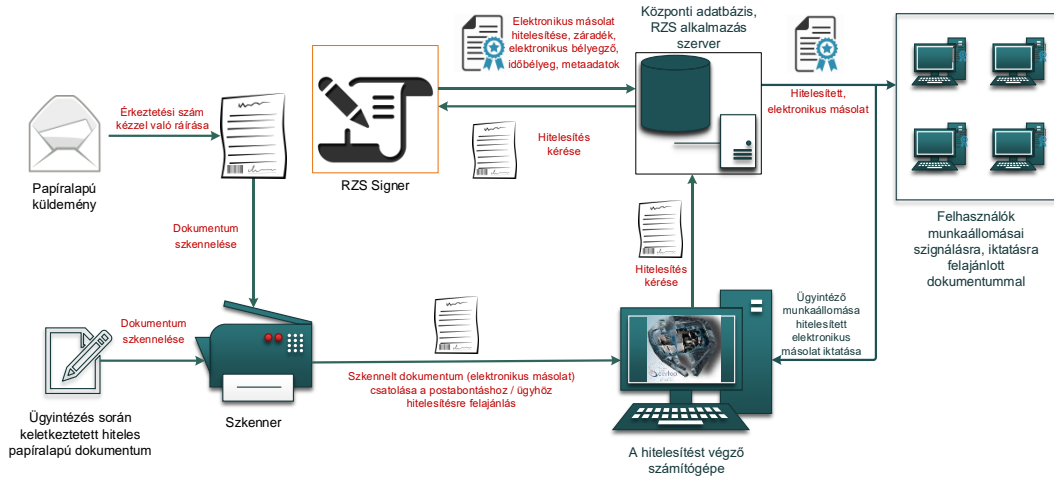 Központi adatbázis,
RZS alkalmazás
szerver
Elektronikus másolat
hitelesítése, záradék,
elektronikus bélyegző,
időbélyeg, metaadatok
Érkeztetési szám
kézzel való ráírása
Hitelesített,
elektronikus másolat
Hitelesítés
kérése
Papíralapú
küldemény
RZS Signer
Felhasználók
munkaállomásai
szignálásra, iktatásra
felajánlott
dokumentummal
Dokumentum
szkennelése
Hitelesítés
kérése
Ügyintéző
munkaállomása
hitelesített
elektronikus
másolat iktatása
Dokumentum
szkennelése
Szkennelt dokumentum (elektronikus másolat)
csatolása a postabontáshoz / ügyhöz
hitelesítésre felajánlás
Ügyintézés során
keletkeztetett hiteles
papíralapú dokumentum
Szkenner
A hitelesítést végző
számítógépe